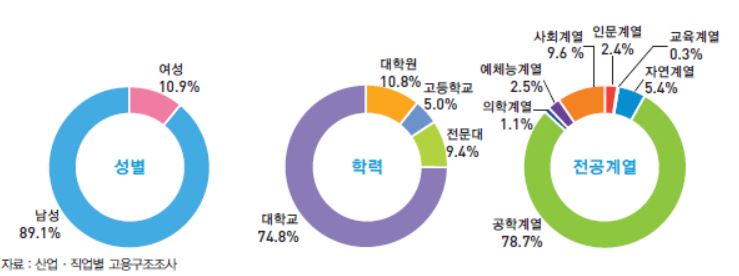 여성
10.9%
성별
남성
89.1%
대학원
10.8%
고등학교
5.0%
전문대
9.4%
학력
대학교
74.8%
사회계열
9.6 %
인문계열
2.4%
교육계열
0.3%
자연계열
5.4%
예체능계열
2.5%
의학계열
1.1%
전공계열
공학계열
78.7%
자료 : 산업 · 직업별 고용구조조사